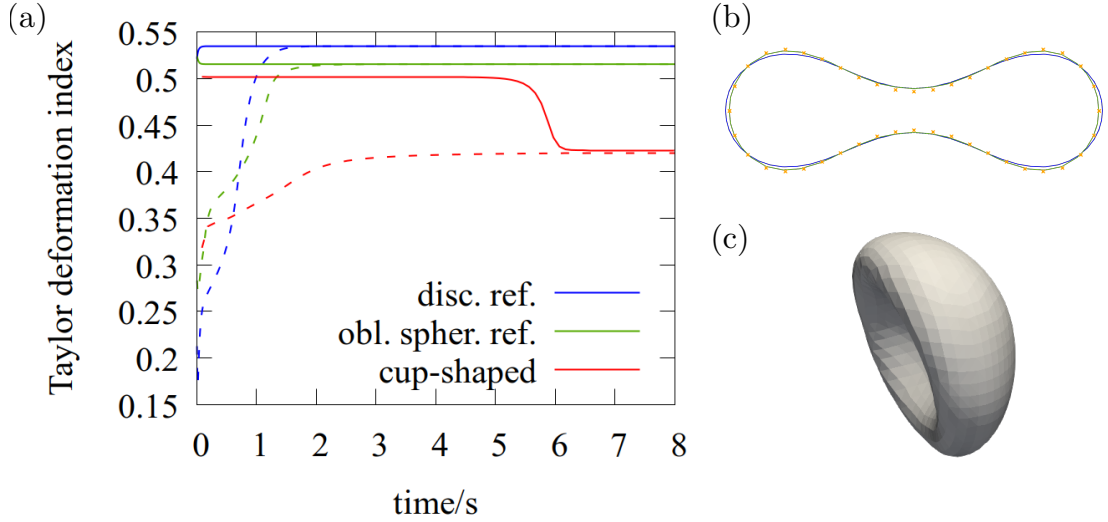 (a)
Taylor deformation index
0.55
0.5
0.45
0.4
0.35
0.3
0.25
0.2
0.15
disc. ref.
obl. spher. ref.
cup-shaped
0 1 2 3 4 5 6 7 8
time/s
(b)
(c)